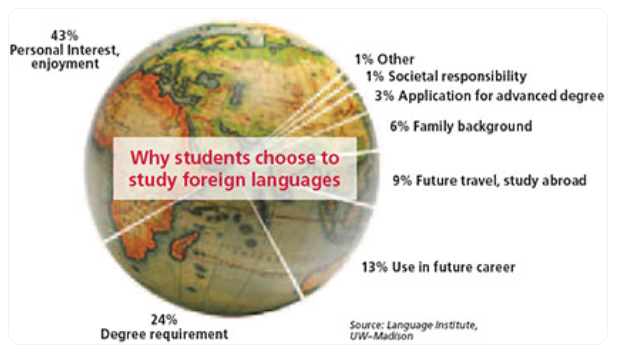 43%
Personal Interest,
enjoyment
1% Other
1% Societal responsibility
3% Application for advanced degree
6% Family background
Why students choose to
study foreign languages
9% Future travel, study abroad
13% Use in future career
24%
Degree requirement
Source: Language Institute,
UW–Madison